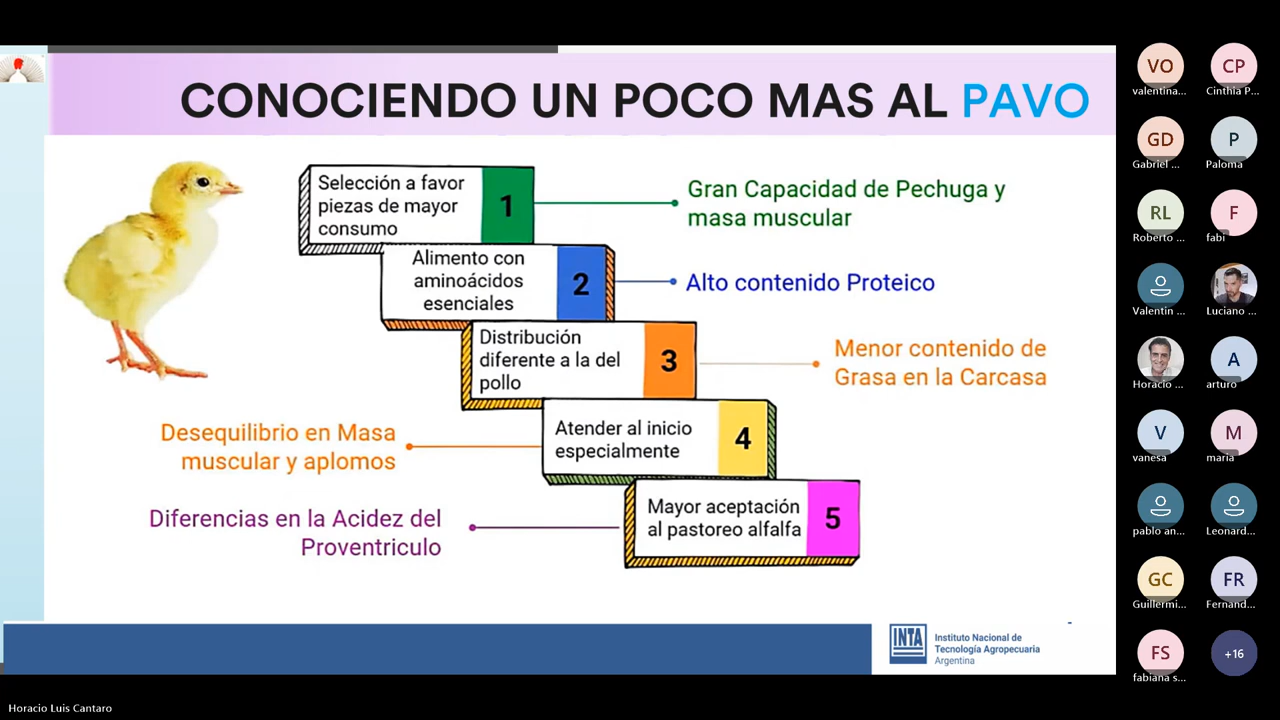 CONOCIENDO UN POCO MAS AL PAVO
Selección a favor
piezas de mayor
consumo
1
Gran Capacidad de Pechuga y
masa muscular
Alimento con
aminoácidos
esenciales
2
Alto contenido Proteico
Distribución
diferente a la del
pollo
3
Menor contenido de
Grasa en la Carcasa
Desequilibrio en Masa
muscular y aplomos
Atender al inicio
especialmente
4
Diferencias en la Acidez del
Proventriculo
Mayor aceptación
al pastoreo alfalfa
5
INTA
Instituto Nacional de
Tecnología Agropecuaria
Argentina
VO
valentina...
CP
Cinthia P...
GD
Gabriel ...
P
Paloma
RL
Roberto ...
F
fabi
Valentin ...
Luciano ...
Horacio ...
A
arturo
V
vanesa
M
maria
pablo an...
Leonard...
GC
Guillermi...
FR
Fernand...
FS
fabiana s...
+16
Horacio Luis Cantaro